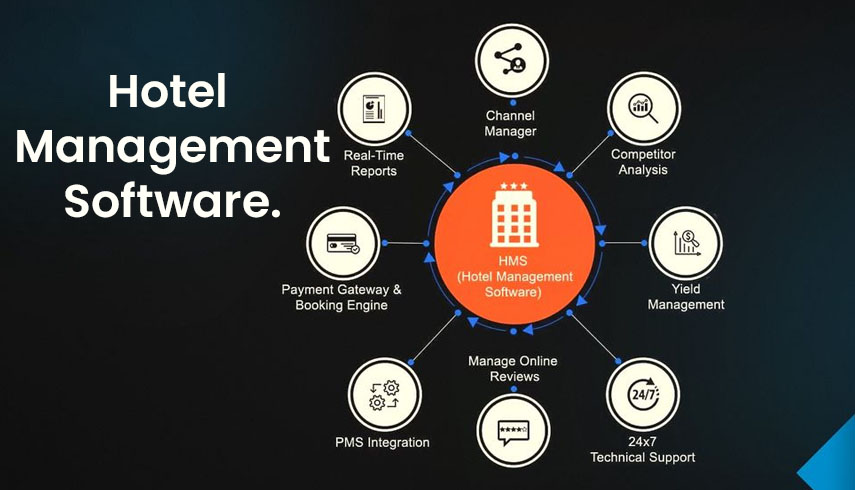 Hotel
Management
Software.
Channel
Manager
Competitor
Analysis
Yield
Management
24/7
24x7
Technical Support
Manage Online
Reviews
PMS Integration
Payment Gateway &
Booking Engine
Real-Time
Reports
HMS
(Hotel Management
Software)